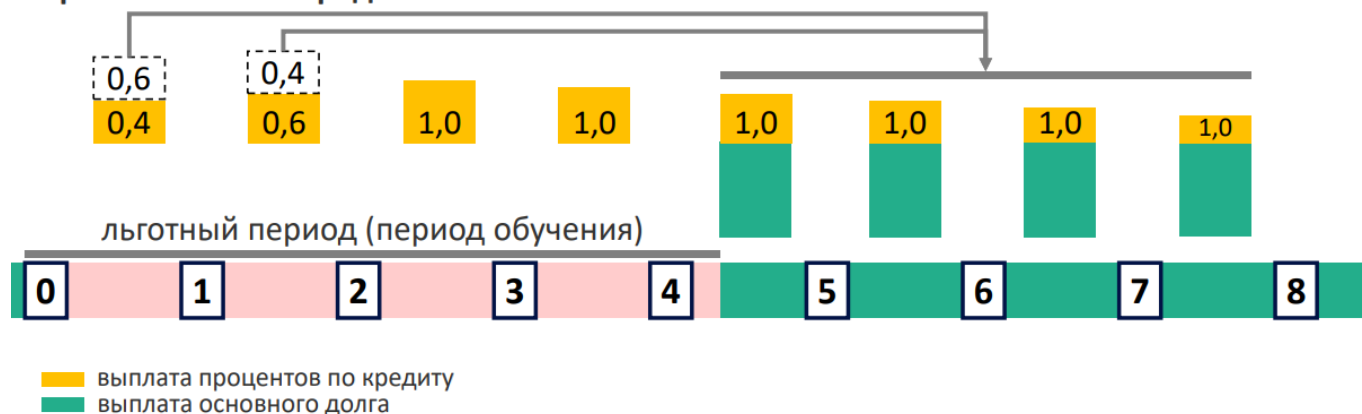 0,6 0,4
0,4 0,6 1,0 1,0 1,0 1,0 1,0 1,0
льготный период (период обучения)
0 1 2 3 4 5 6 7 8
выплата процентов по кредиту
выплата основного долга